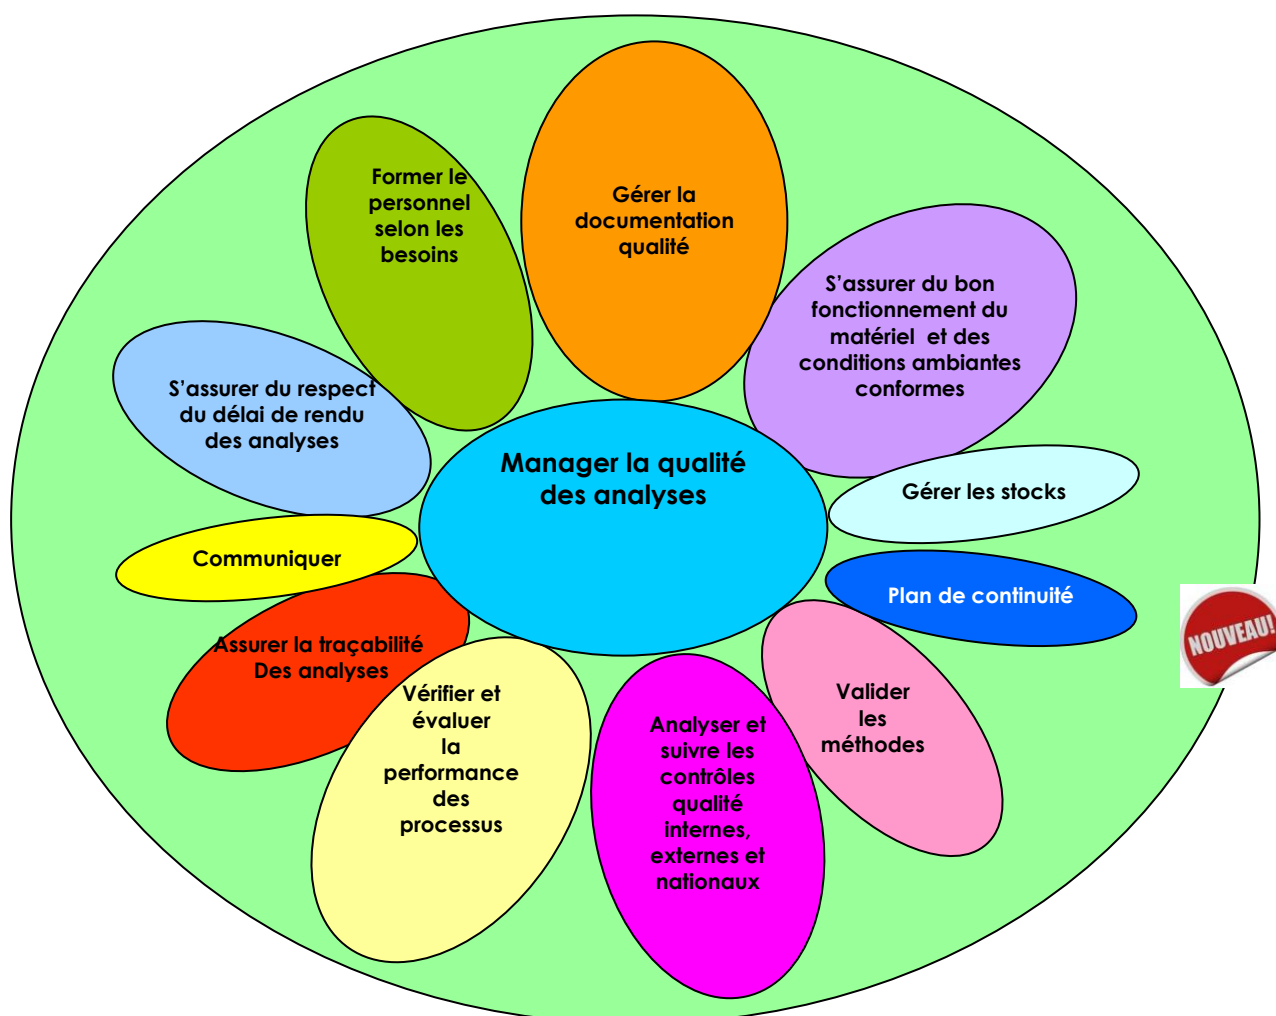 Gérer la
documentation
qualité
Former le
personnel
selon les
besoins
S’assurer du bon
fonctionnement du
matériel et des
conditions ambiantes
conformes
S’assurer du respect
du délai de rendu
des analyses
Manager la qualité
des analyses
Gérer les stocks
Communiquer
Plan de continuité
NOUVEAU!
Assurer la traçabilité
Des analyses
Vérifier et
évaluer
la
performance
des
processus
Analyser et
suivre les
contrôles
qualité
internes,
externes et
nationaux
Valider
les
méthodes